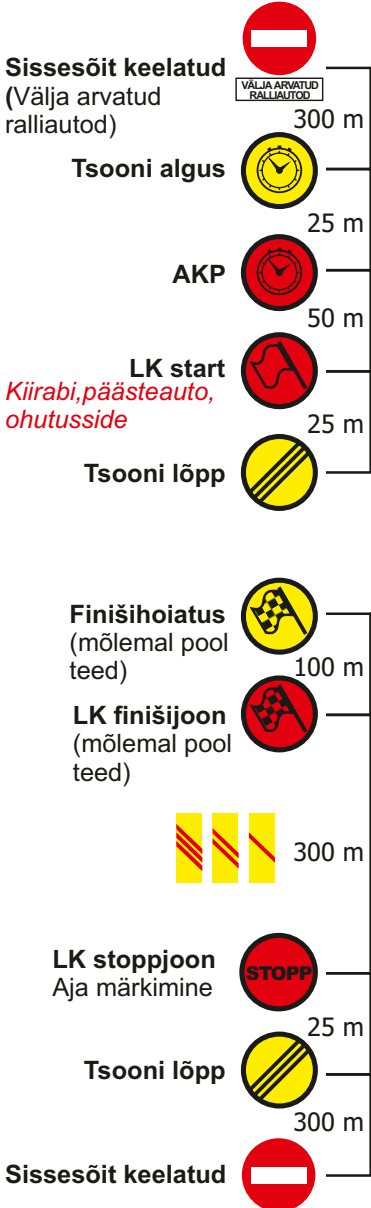 Sissesõit keelatud
(Välja arvatud
ralliautod)
VÄLJA ARVATUD
RALLIAUTOD
300 m
Tsooni algus
25 m
AKP
50 m
LK start
Kiirabi,päästeauto,
ohutusside
25 m
Tsooni lõpp
Finišihoiatus
(mõlemal pool
teed)
100 m
LK finišijoon
(mõlemal pool
teed)
300 m
LK stoppjoon
Aja märkimine
STOPP
25 m
Tsooni lõpp
300 m
Sissesõit keelatud